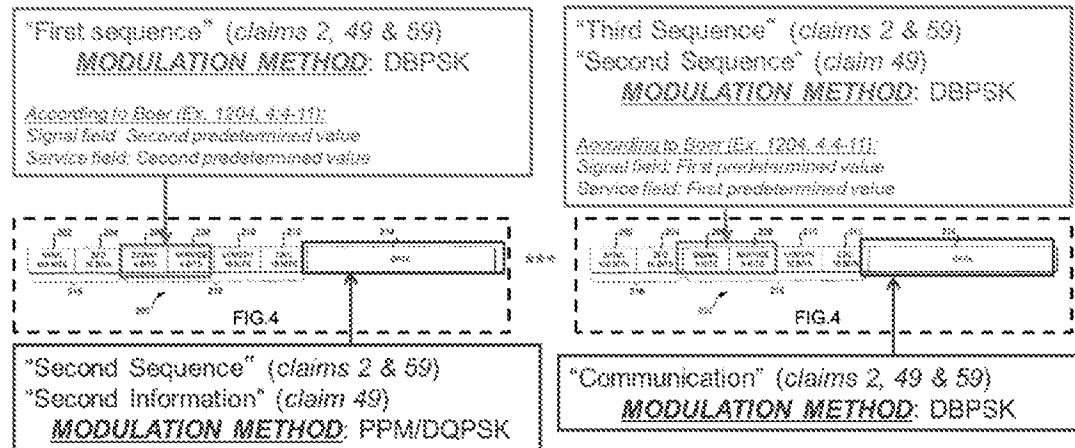 "First sequence" (claims 2, 49 & 59)
MODULATION METHOD: DBPSK
According to Boer (Ex. 1204, 4:4-11):
Signal field: Second predetermined value
Service field: Second predetermined value
"Third Sequence" (claims 2 & 59)
"Second Sequence" (claim 49)
MODULATION METHOD: DBPSK
According to Boer (Ex. 1204, 4:4-11):
Signal field: First predetermined value
Service field: First predetermined value
FIG.4
***
FIG.4
"Second Sequence" (claims 2 & 59)
"Second Information" (claim 49)
MODULATION METHOD: PPM/DQPSK
"Communication" (claims 2, 49 & 59)
MODULATION METHOD: DBPSK